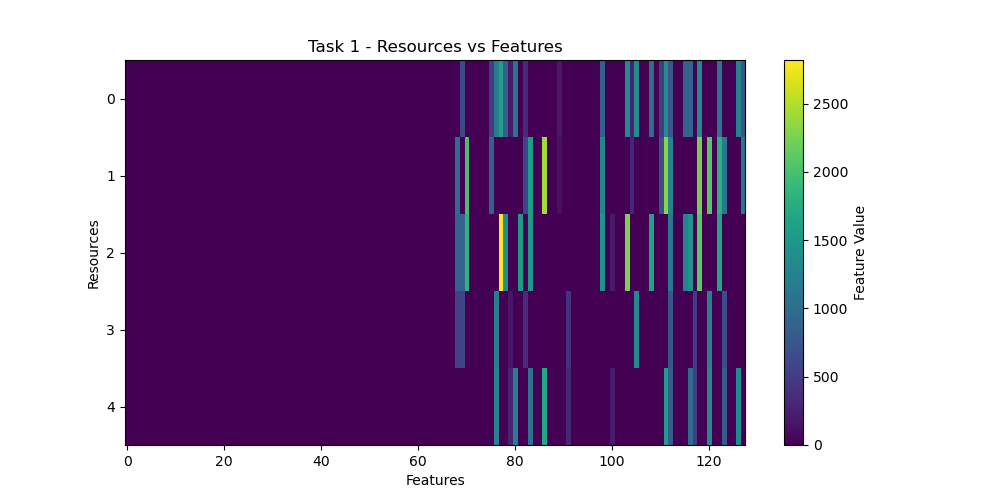 Task 1 - Resources vs Features
0
1
2
3
4
Resources
0 20 40 60 80 100 120
Features
2500
2000
1500
1000
500
0
Feature Value